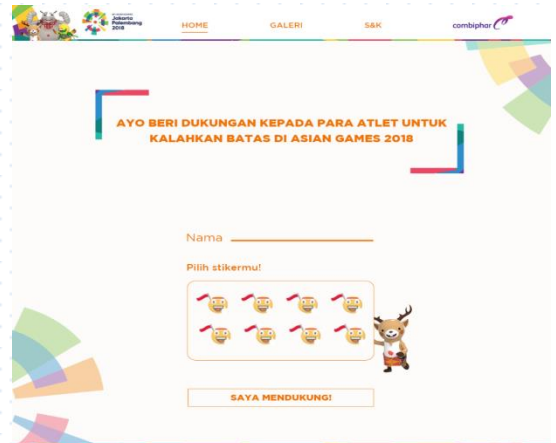 Jakarta
Palembang
2018
HOME
GALERI
S&K
combiphar
AYO BERI DUKUNGAN KEPADA PARA ATLET UNTUK
KALAHKAN BATAS DI ASIAN GAMES 2018
Nama
Pilih stikermu!
SAYA MENDUKUNG!